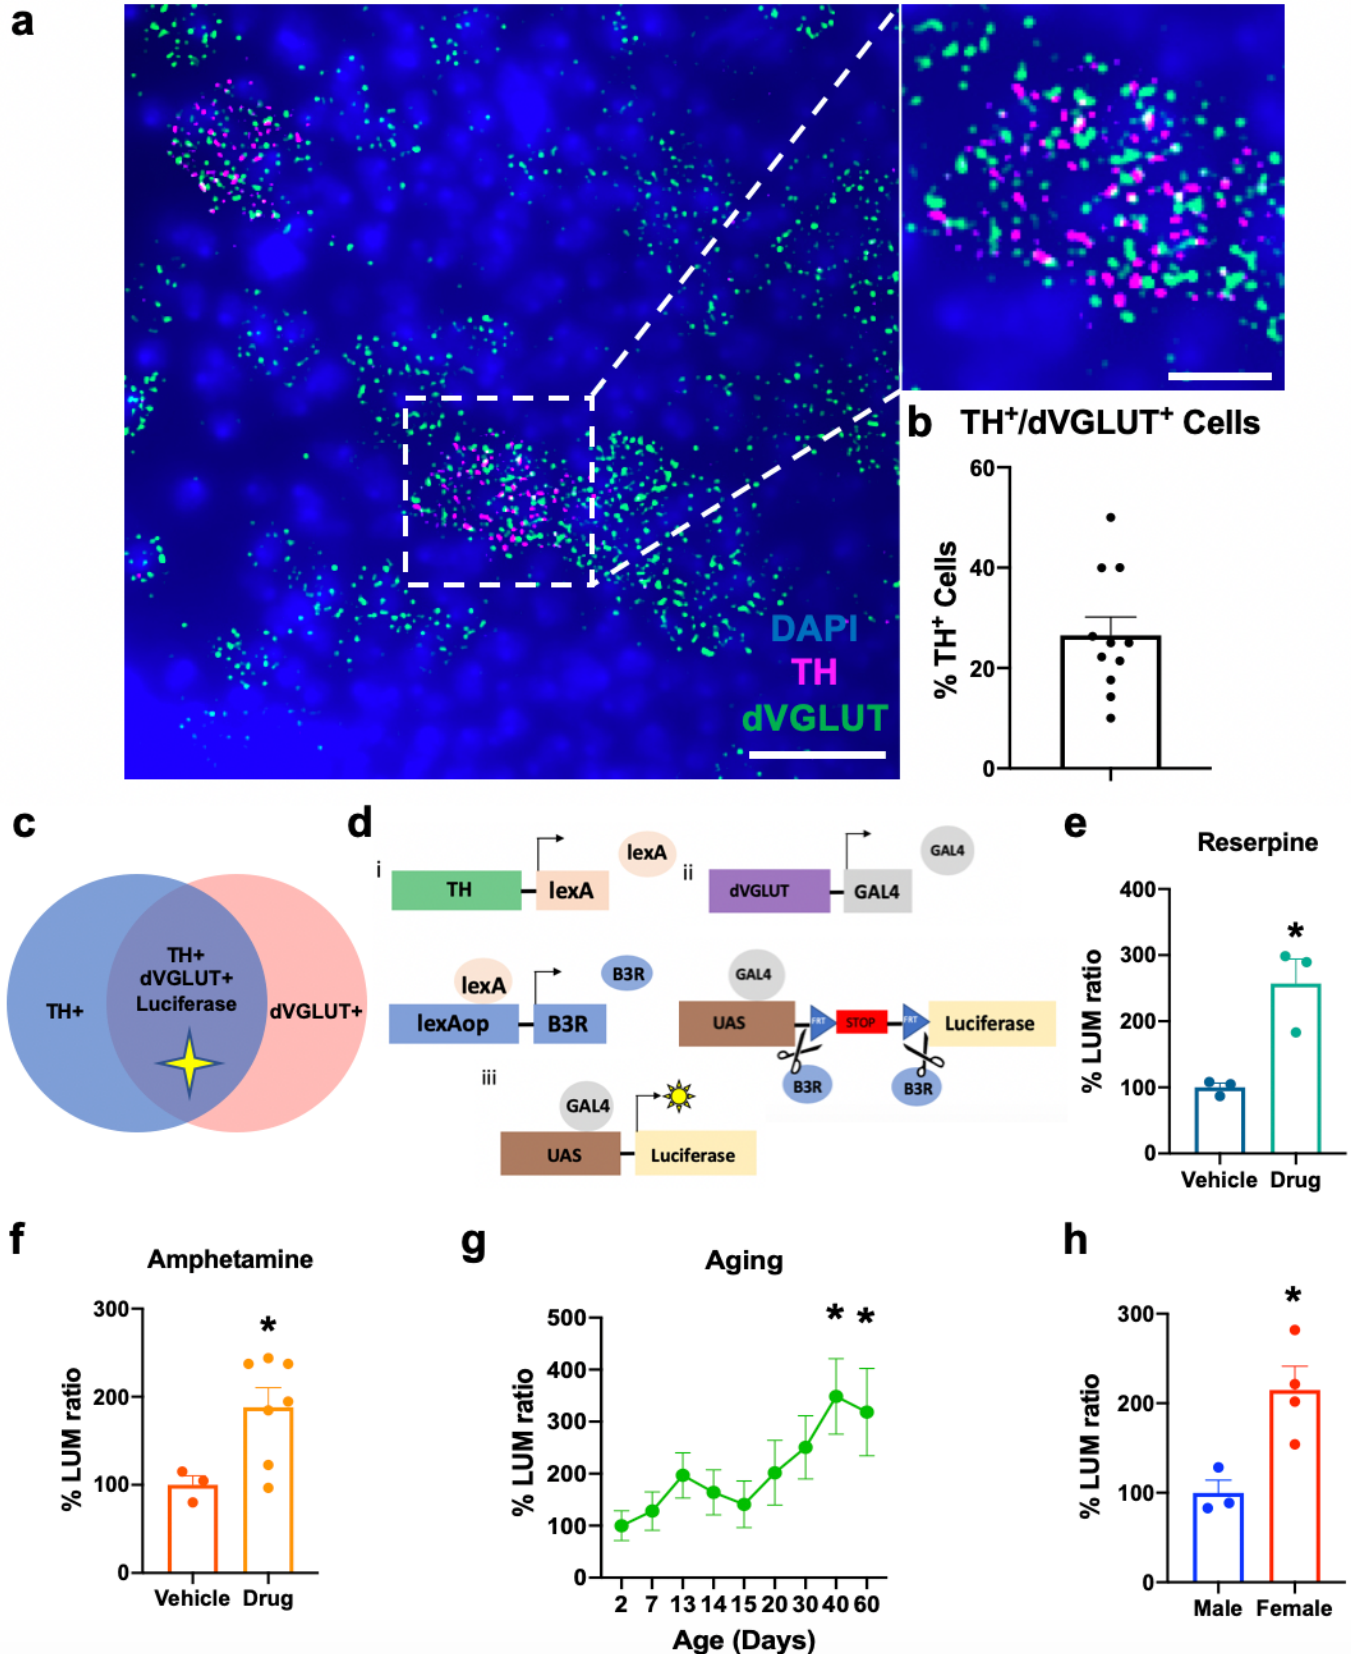 a
DAPI
TH
dVGLUT
b TH⁺/dVGLUT⁺ Cells
% TH⁺ Cells
60
40
20
0
c
TH+
TH+
dVGLUT+
Luciferase
dVGLUT+
d
i
TH
lexA
lexA
ii
dVGLUT
GAL4
GAL4
lexA
lexAop
B3R
B3R
GAL4
UAS
FRT
STOP
FRT
Luciferase
B3R
B3R
iii
GAL4
UAS
Luciferase
e
Reserpine
% LUM ratio
400
300
200
100
0
*
Vehicle Drug
f
Amphetamine
% LUM ratio
300
200
100
0
*
Vehicle Drug
g
Aging
% LUM ratio
500
400
300
200
100
0
* *
2 7 13 14 15 20 30 40 60
Age (Days)
h
% LUM ratio
300
200
100
0
*
Male Female